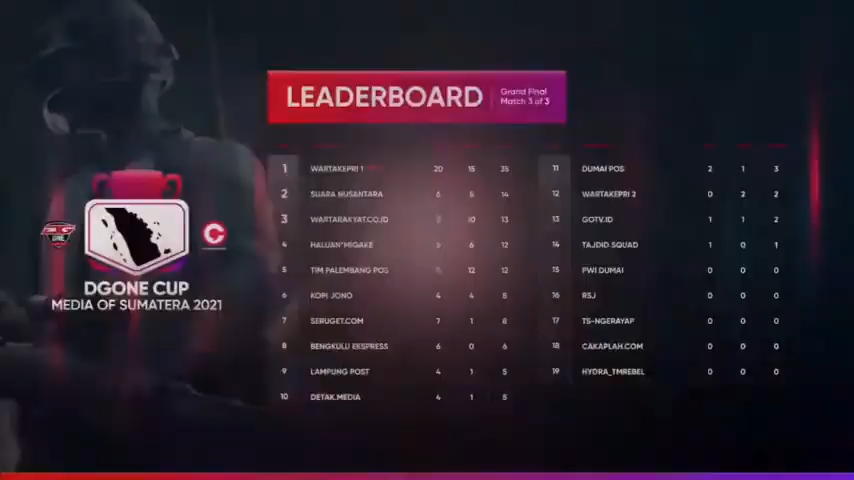 LEADERBOARD
Grand Final
Match 3 of 3
DGONE CUP
MEDIA OF SUMATERA 2021
1 WARTAKEPRI 1 20 15 35
2 SUARA NUSANTARA 6 14
3 WARTARAKYAT.CO.ID 10 13
4 HALUAN*MIGAKE 6 12
5 TIM PALEMBANG POS 12 12
6 KOPI JONO 4 4 8
7 SERUGET.COM 7 1 8
8 BENGKULU EKSPRESS 6 0 6
9 LAMPUNG POST 4 1 5
10 DETAK.MEDIA 4 1 5
11 DUMAI POS 2 1 3
12 WARTAKEPRI 2 0 2 2
13 GOTV.ID 1 1 2
14 TAJDID SQUAD 1 0 1
15 PWI DUMAI 0 0 0
16 RSJ 0 0 0
17 TS-NGERAYAP 0 0 0
18 CAKAPLAH.COM 0 0 0
19 HYDRA_TMREBEL 0 0 0